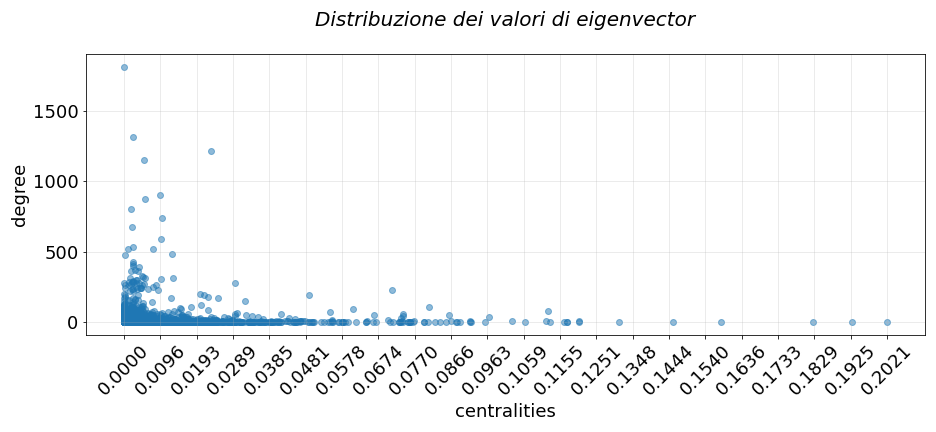 Distribuzione dei valori di eigenvector
degree
1500
1000
500
0
0.0000 0.0096 0.0193 0.0289 0.0385 0.0481 0.0578 0.0674 0.0770 0.0866 0.0963 0.1059 0.1155 0.1251 0.1348 0.1444 0.1540 0.1636 0.1733 0.1829 0.1925 0.2021
centralities